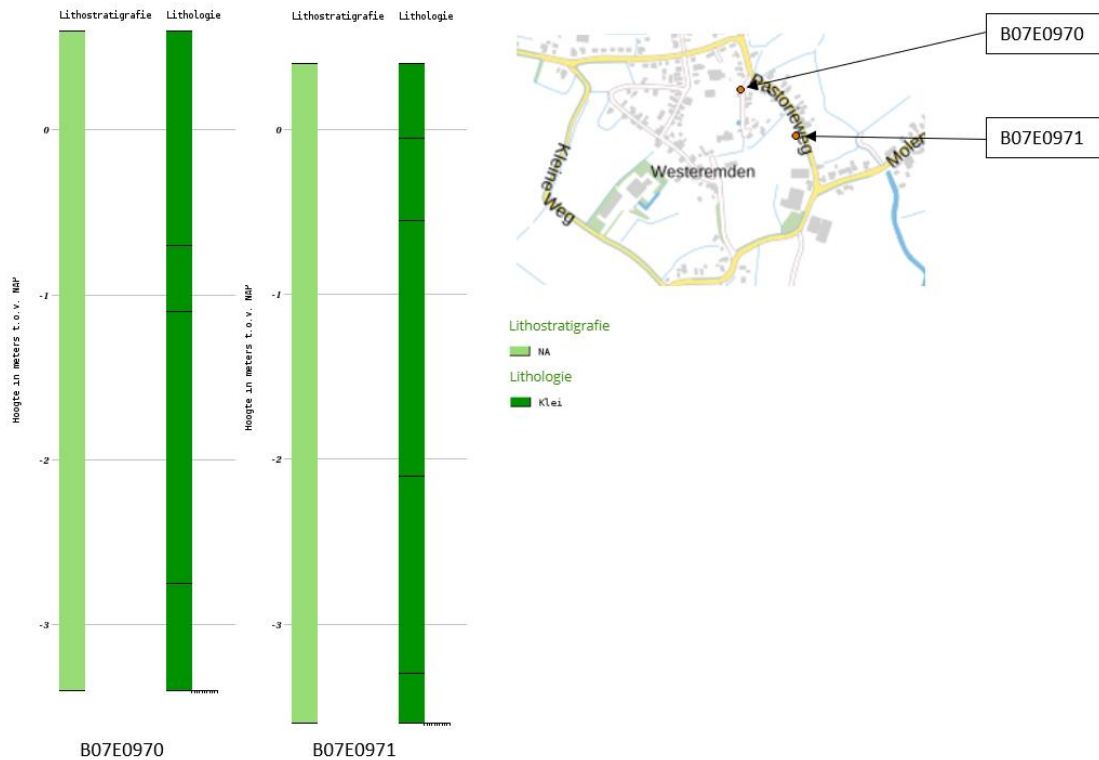 Lithostratigrafie Lithologie
Lithostratigrafie Lithologie
Hoogte in meters t.o.v. NAP
0
-1
-2
-3
Hoogte in meters t.o.v. NAP
0
-1
-2
-3
B07E0970
B07E0971
B07E0970
B07E0971
Pastorieweg
Kleine Weg
Westeremden
Moler
Lithostratigrafie
NA
Lithologie
Klei